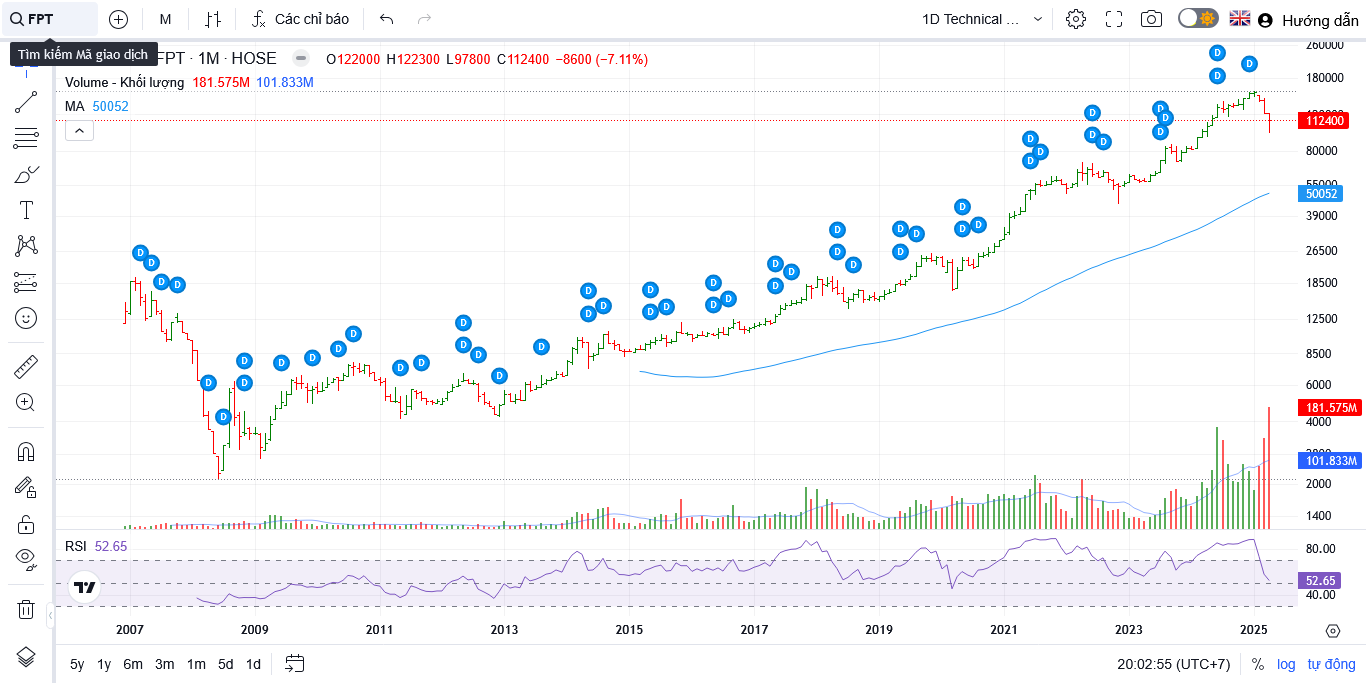 FPT M Các chỉ báo 1D Technical ... Hướng dẫn
Tìm kiếm Mã giao dịch
FPT · 1M · HOSE O122000 H122300 L97800 C112400 −8600 (−7.11%)
Volume - Khối lượng 181.575M 101.833M
MA 50052
260000
180000
112400
80000
55000
50052
39000
26500
18500
12500
8500
6000
181.575M
4000
101.833M
2000
1400
D D D D D D D D D D D D D D D D D D D D D D D D D D D D D D D D D D D D D D D D D D D D D D D D D D D D D D D
RSI 52.65
80.00
52.65
40.00
2007 2009 2011 2013 2015 2017 2019 2021 2023 2025
5y 1y 6m 3m 1m 5d 1d 20:02:55 (UTC+7) % log tự động